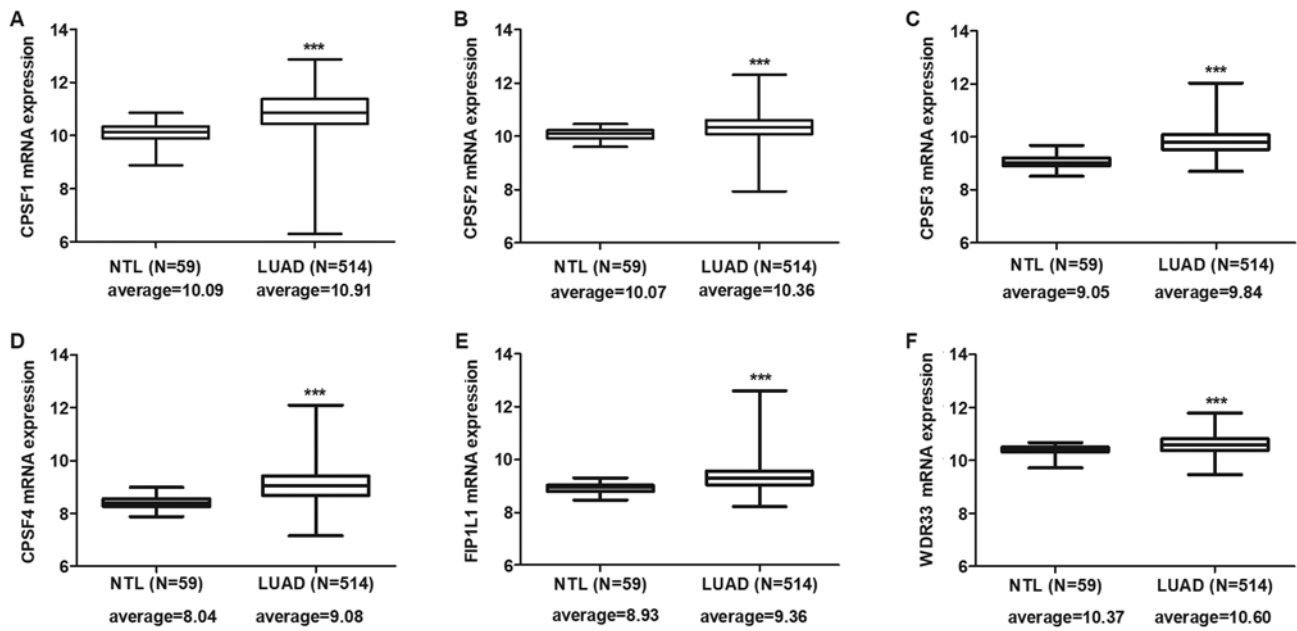 A
CPSF1 mRNA expression
14
12
10
8
6
***
NTL (N=59) LUAD (N=514)
average=10.09 average=10.91
B
CPSF2 mRNA expression
14
12
10
8
6
***
NTL (N=59) LUAD (N=514)
average=10.07 average=10.36
C
CPSF3 mRNA expression
14
12
10
8
6
***
NTL (N=59) LUAD (N=514)
average=9.05 average=9.84
D
CPSF4 mRNA expression
14
12
10
8
6
***
NTL (N=59) LUAD (N=514)
average=8.04 average=9.08
E
FIP1L1 mRNA expression
14
12
10
8
6
***
NTL (N=59) LUAD (N=514)
average=8.93 average=9.36
F
WDR33 mRNA expression
14
12
10
8
6
***
NTL (N=59) LUAD (N=514)
average=10.37 average=10.60